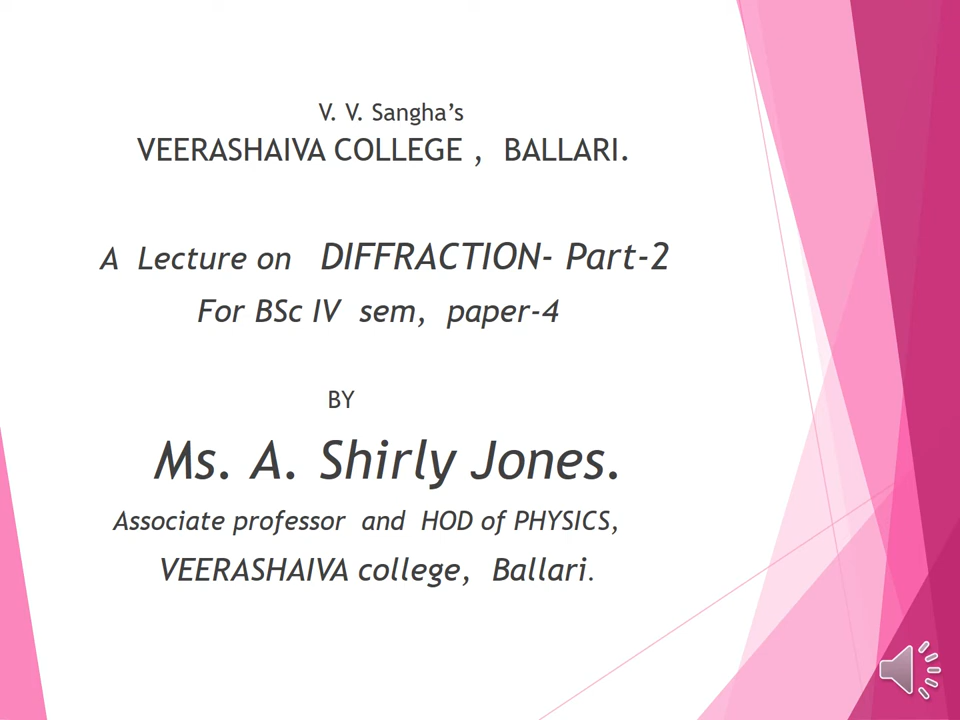 V. V. Sangha’s
VEERASHAIVA COLLEGE , BALLARI.
A Lecture on DIFFRACTION- Part-2
For BSc IV sem, paper-4
BY
Ms. A. Shirly Jones.
Associate professor and HOD of PHYSICS,
VEERASHAIVA college, Ballari.